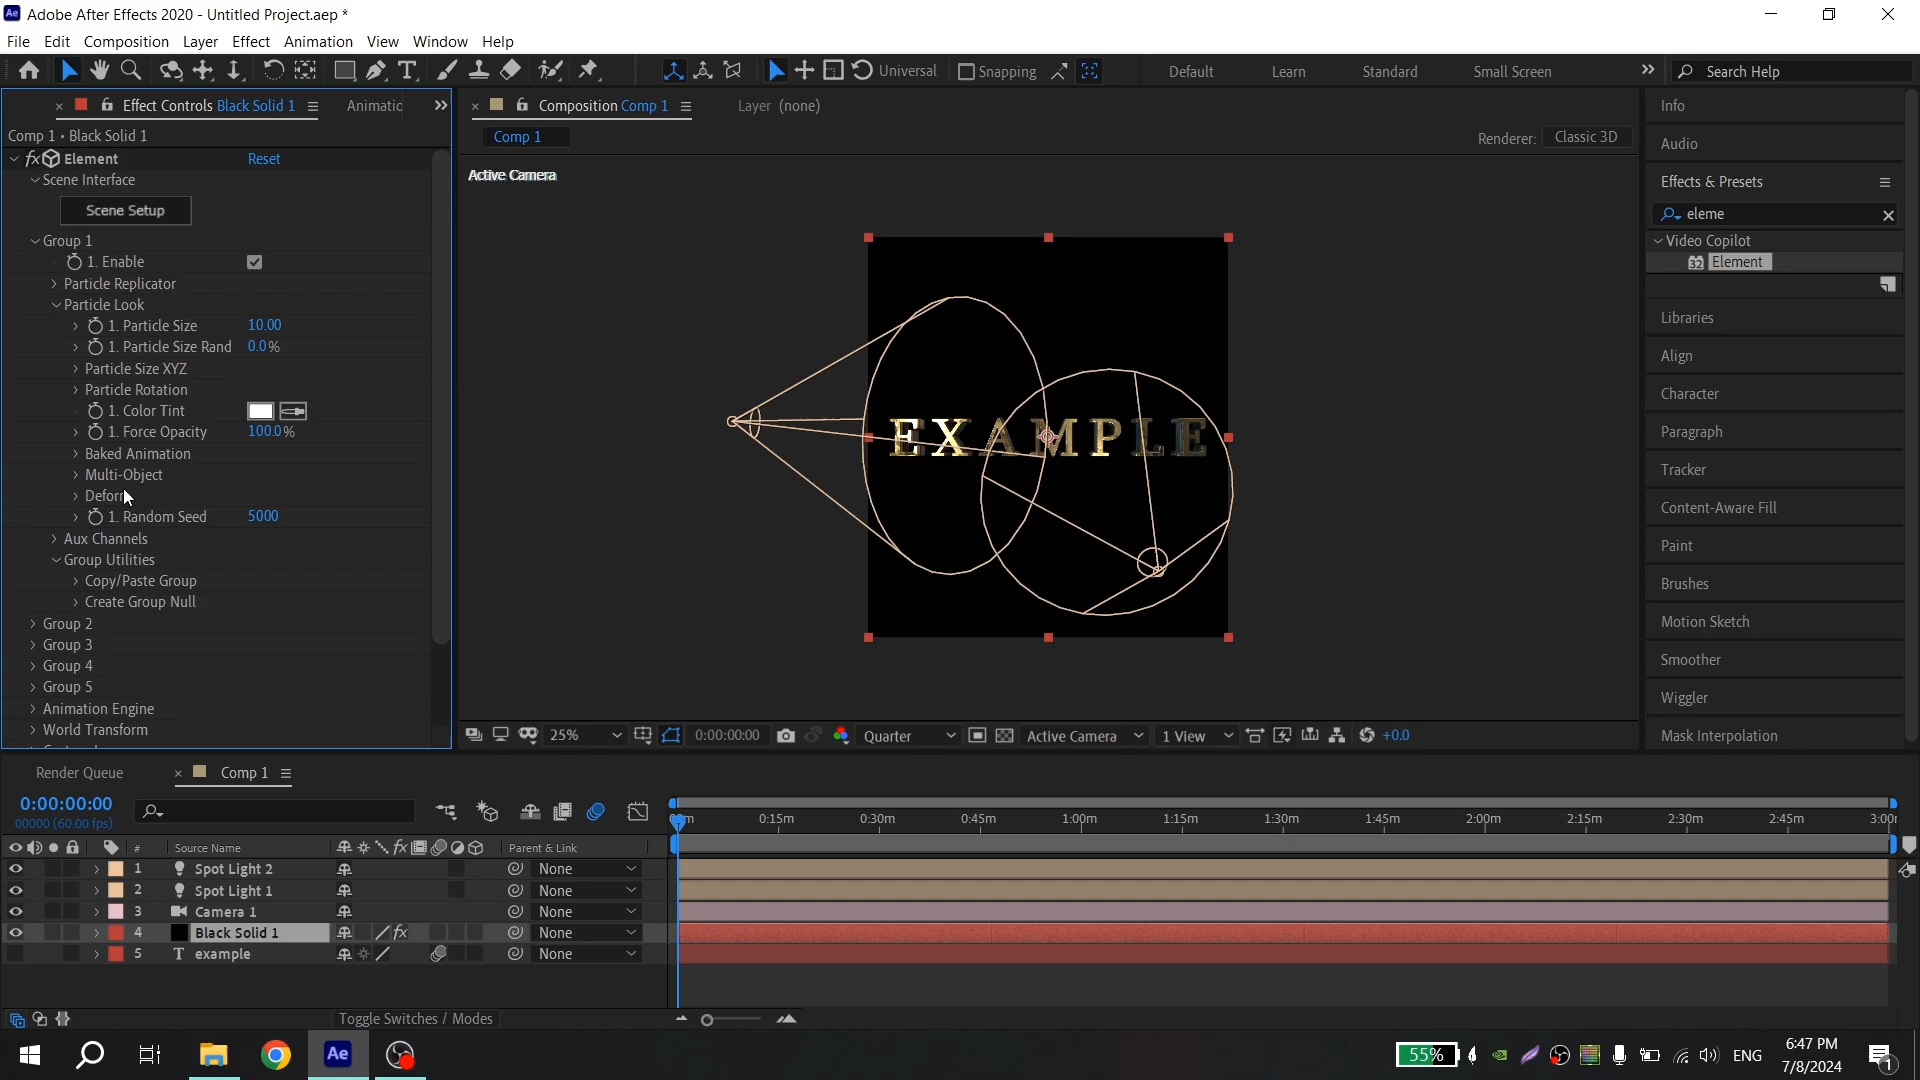 Ae Adobe After Effects 2020 - Untitled Project.aep *
File Edit Composition Layer Effect Animation View Window Help
Universal Snapping Default Learn Standard Small Screen Search Help
Effect Controls Black Solid 1
Composition Comp 1 Layer (none)
Comp 1 • Black Solid 1
Comp 1
Renderer: Classic 3D
Active Camera
fx Element Reset
Scene Interface
Scene Setup
Group 1
1. Enable
Particle Replicator
Particle Look
1. Particle Size 10.00
1. Particle Size Rand 0.0%
Particle Size XYZ
Particle Rotation
1. Color Tint
1. Force Opacity 100.0%
Baked Animation
Multi-Object
1. Random Seed 5000
Aux Channels
Group Utilities
Copy/Paste Group
Create Group Null
Group 2
Group 3
Group 4
Group 5
Animation Engine
World Transform
EXAMPLE
25% 0:00:00:00 Quarter Active Camera 1 View +0.0
Info
Audio
Effects & Presets
eleme
Video Copilot
32 Element
Libraries
Align
Character
Paragraph
Tracker
Content-Aware Fill
Paint
Brushes
Motion Sketch
Smoother
Wiggler
Mask Interpolation
Render Queue Comp 1
0:00:00:00
00000 (60.00 fps)
0:15m 0:30m 0:45m 1:00m 1:15m 1:30m 1:45m 2:00m 2:15m 2:30m 2:45m
# Source Name fx Parent & Link
1 Spot Light 2 None
2 Spot Light 1 None
3 Camera 1 None
4 Black Solid 1 fx None
5 T example None
Toggle Switches / Modes
Ae
55%
ENG
6:47 PM
7/8/2024
1